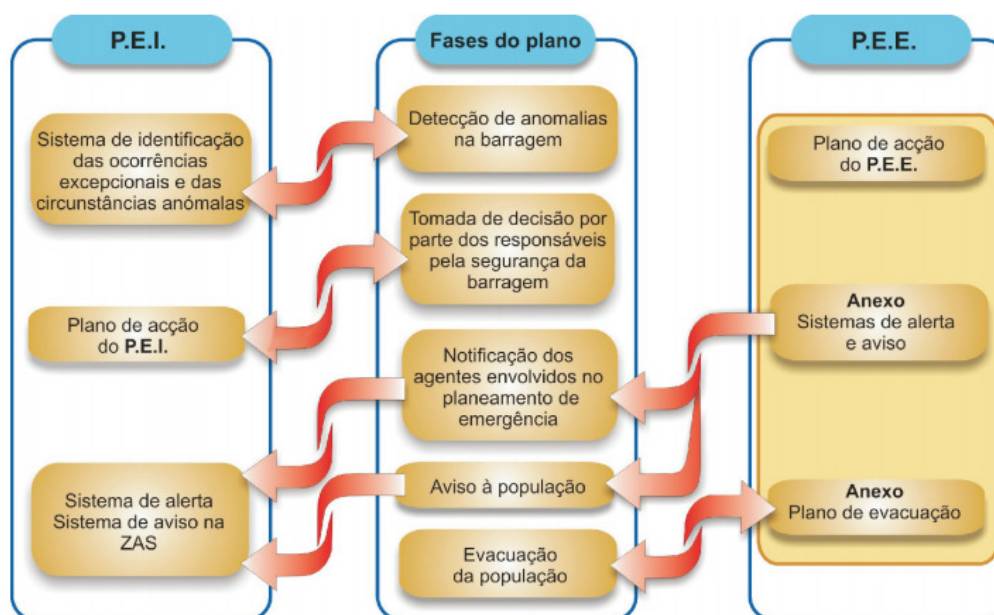 P.E.I.
Sistema de identificação
das ocorrências
excepcionais e das
circunstâncias anómalas
Plano de acção
do P.E.I.
Sistema de alerta
Sistema de aviso na
ZAS
Fases do plano
Detecção de anomalias
na barragem
Tomada de decisão por
parte dos responsáveis
pela segurança da
barragem
Notificação dos
agentes envolvidos no
planeamento de
emergência
Aviso à população
Evacuação
da população
P.E.E.
Plano de acção
do P.E.E.
Anexo
Sistemas de alerta
e aviso
Anexo
Plano de evacuação